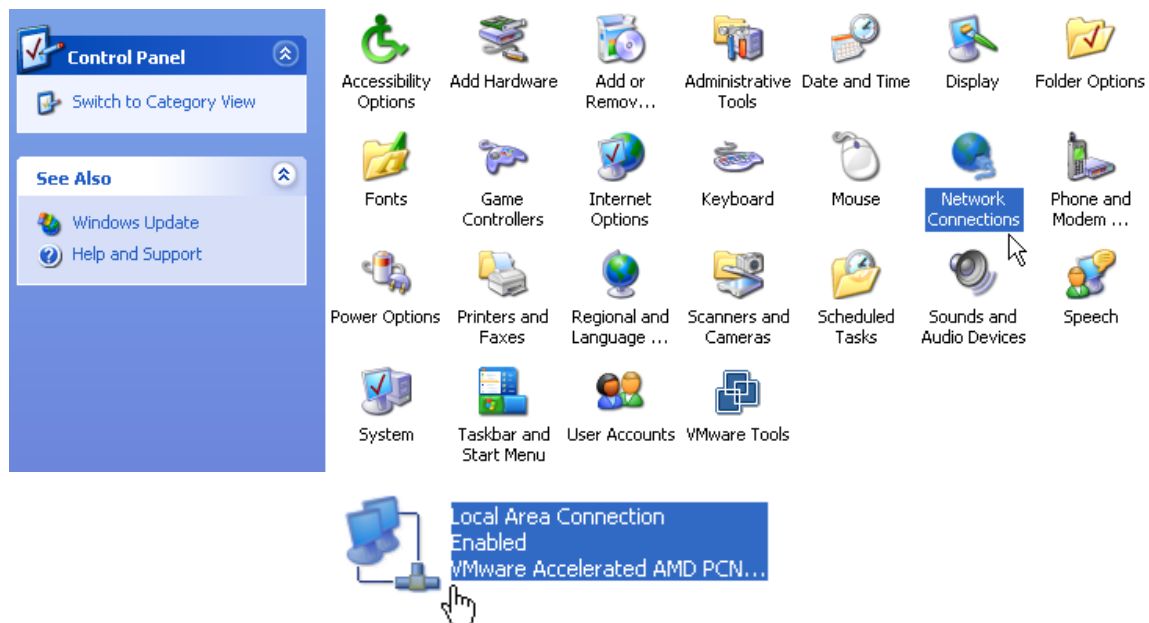 Control Panel
Switch to Category View
See Also
Windows Update
Help and Support
Accessibility
Options
Add Hardware
Add or
Remov...
Administrative
Tools
Date and Time
Display
Folder Options
Fonts
Game
Controllers
Internet
Options
Keyboard
Mouse
Network
Connections
Phone and
Modem ...
Power Options
Printers and
Faxes
Regional and
Language ...
Scanners and
Cameras
Scheduled
Tasks
Sounds and
Audio Devices
Speech
System
Taskbar and
Start Menu
User Accounts
VMware Tools
Local Area Connection
Enabled
VMware Accelerated AMD PCN...